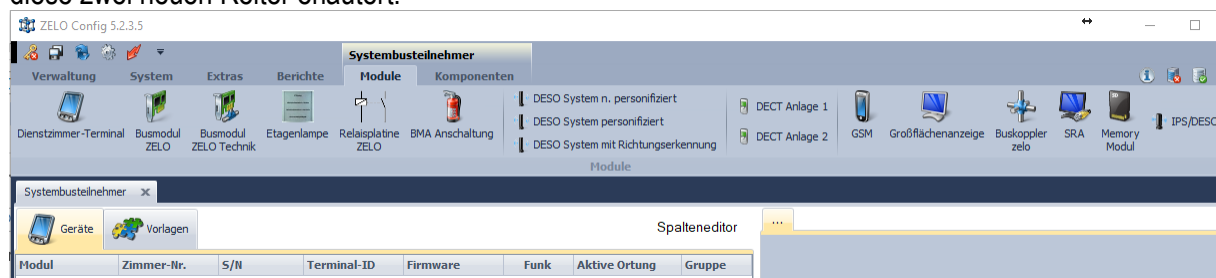 diese zwei neuen Reiter erläutert.
ZELO Config 5.2.3.5
Systembusteilnehmer
Verwaltung System Extras Berichte Module Komponenten
Dienstzimmer-Terminal
Busmodul
ZELO
Busmodul
ZELO Technik
Etagenlampe
Relaisplatine
ZELO
BMA Anschaltung
DESO System n. personifiziert
DESO System personifiziert
DESO System mit Richtungserkennung
DECT Anlage 1
DECT Anlage 2
GSM
Großflächenanzeige
Buskoppler
zelo
SRA
Memory
Modul
IPS/DESO
Module
Systembusteilnehmer x
Geräte Vorlagen Spalteneditor ...
Modul Zimmer-Nr. S/N Terminal-ID Firmware Funk Aktive Ortung Gruppe